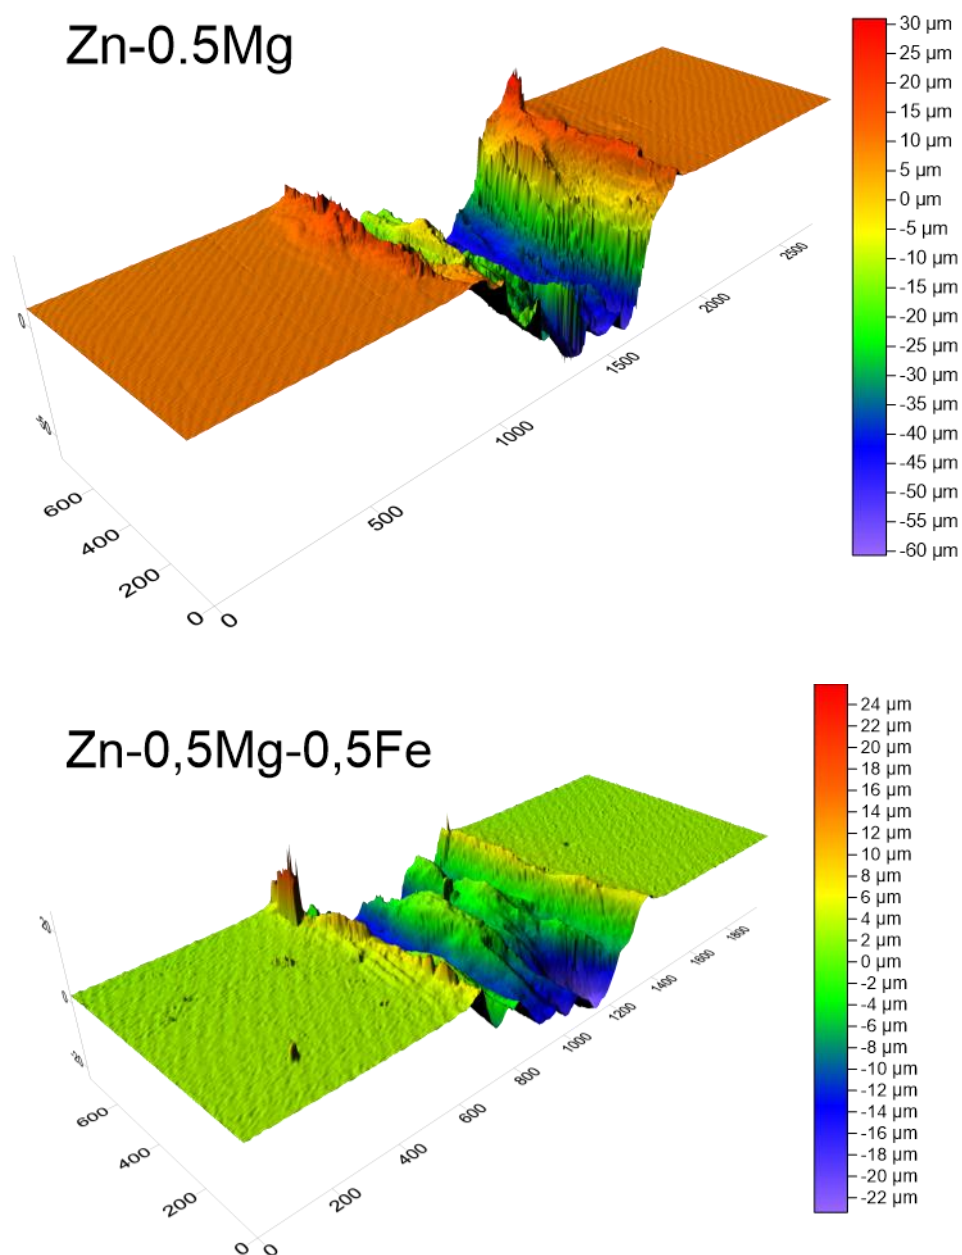 Zn-0.5Mg
30 µm
25 µm
20 µm
15 µm
10 µm
5 µm
0 µm
-5 µm
-10 µm
-15 µm
-20 µm
-25 µm
-30 µm
-35 µm
-40 µm
-45 µm
-50 µm
-55 µm
-60 µm
0
-50
600
400
200
0
0
500
1000
1500
2000
2500
Zn-0,5Mg-0,5Fe
24 µm
22 µm
20 µm
18 µm
16 µm
14 µm
12 µm
10 µm
8 µm
6 µm
4 µm
2 µm
0 µm
-2 µm
-4 µm
-6 µm
-8 µm
-10 µm
-12 µm
-14 µm
-16 µm
-18 µm
-20 µm
-22 µm
20
0
-20
600
400
200
0
0
200
400
600
800
1000
1200
1400
1600
1800